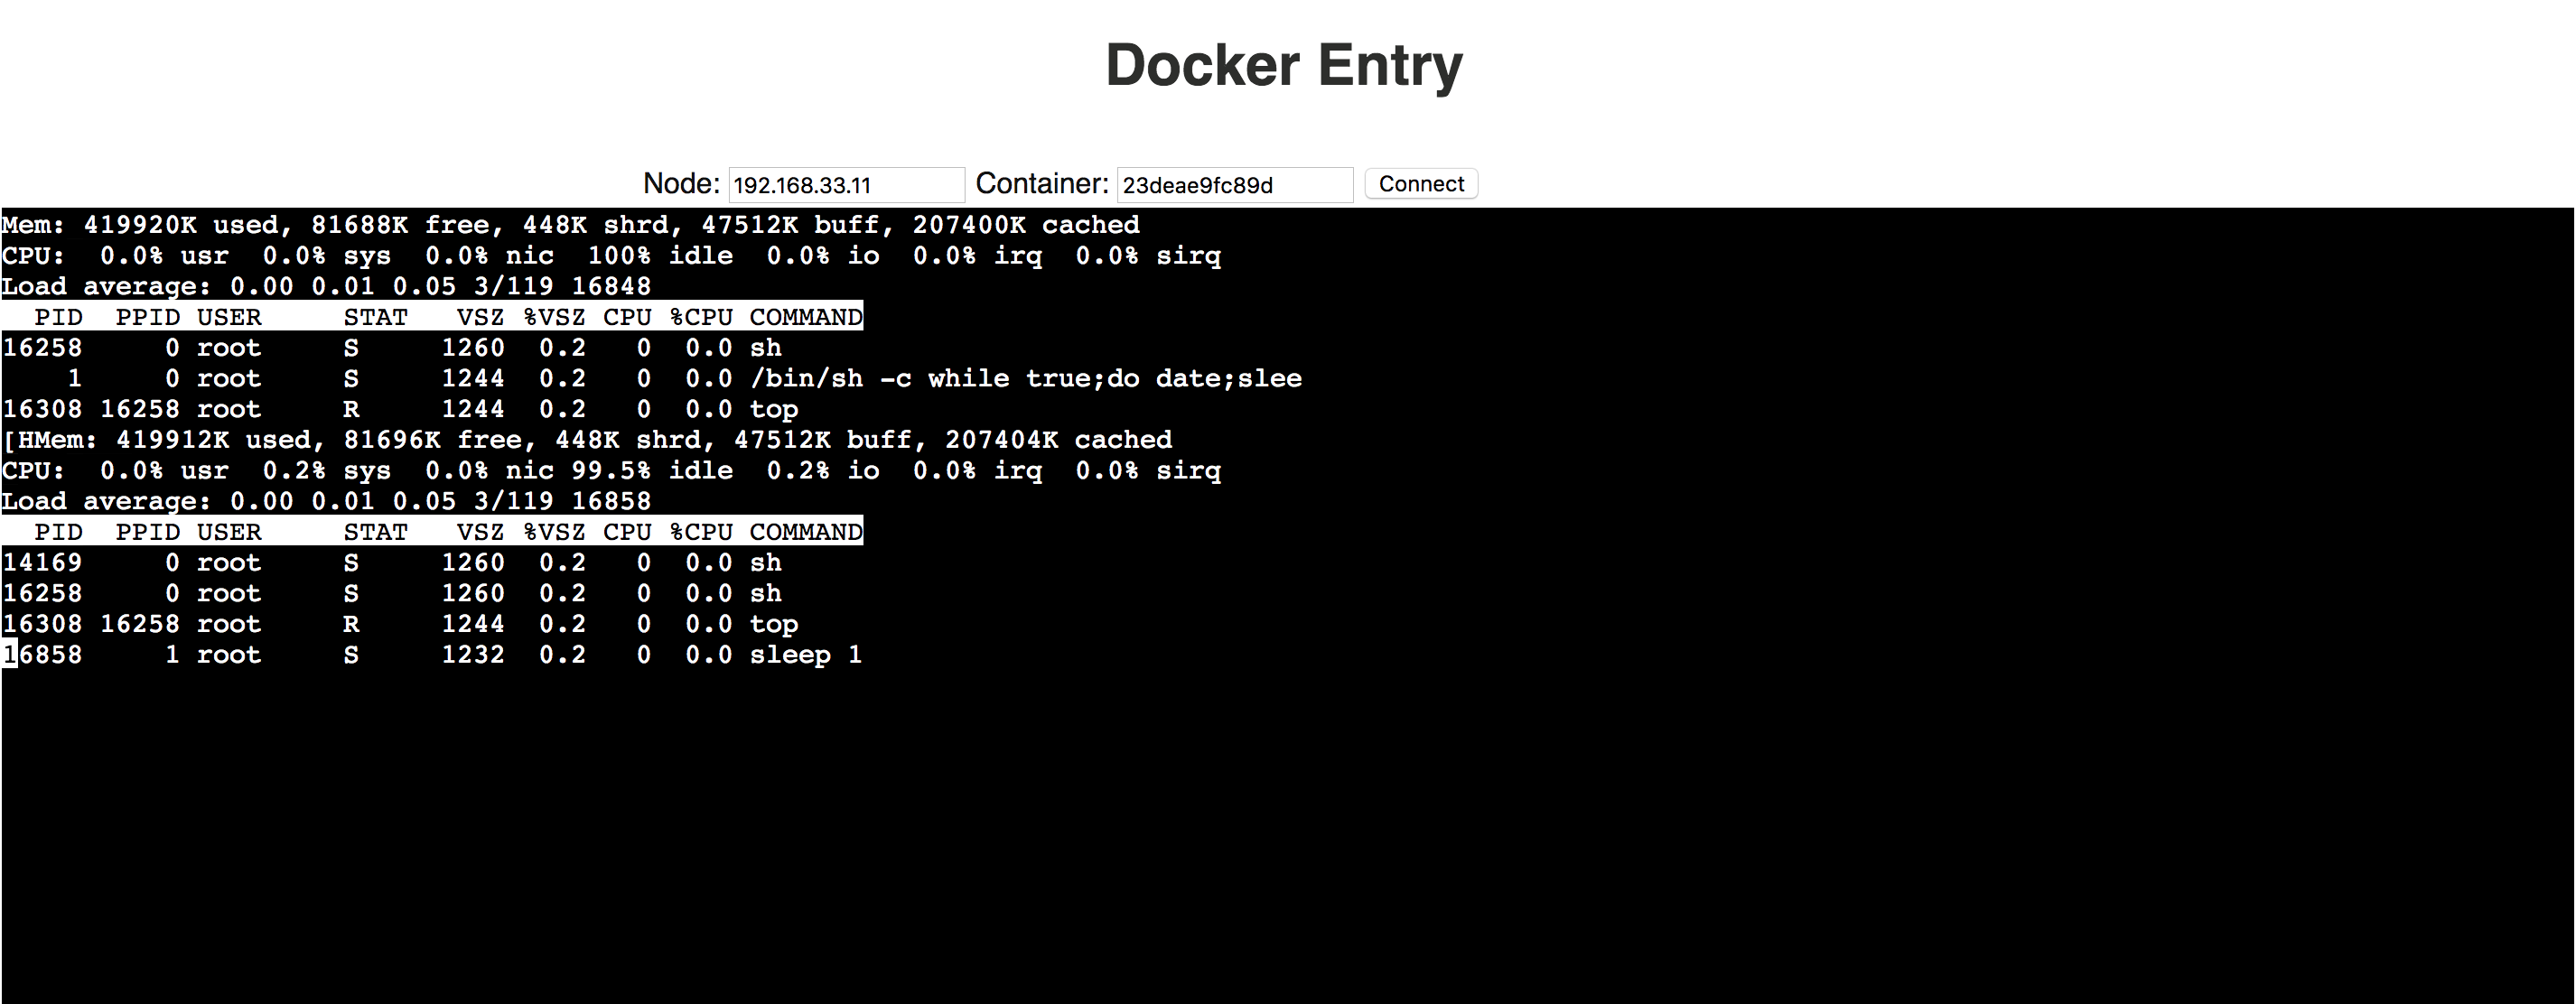 Docker Entry
Node: 192.168.33.11 Container: 23deae9fc89d Connect
Mem: 419920K used, 81688K free, 448K shrd, 47512K buff, 207400K cached
CPU:  0.0% usr  0.0% sys  0.0% nic  100% idle  0.0% io  0.0% irq  0.0% sirq
Load average: 0.00 0.01 0.05 3/119 16848
  PID  PPID USER     STAT   VSZ %VSZ CPU %CPU COMMAND
16258     0 root     S     1260  0.2   0  0.0 sh
    1     0 root     S     1244  0.2   0  0.0 /bin/sh -c while true;do date;slee
16308 16258 root     R     1244  0.2   0  0.0 top
[HMem: 419912K used, 81696K free, 448K shrd, 47512K buff, 207404K cached
CPU:  0.0% usr  0.2% sys  0.0% nic 99.5% idle  0.2% io  0.0% irq  0.0% sirq
Load average: 0.00 0.01 0.05 3/119 16858
  PID  PPID USER     STAT   VSZ %VSZ CPU %CPU COMMAND
14169     0 root     S     1260  0.2   0  0.0 sh
16258     0 root     S     1260  0.2   0  0.0 sh
16308 16258 root     R     1244  0.2   0  0.0 top
16858     1 root     S     1232  0.2   0  0.0 sleep 1